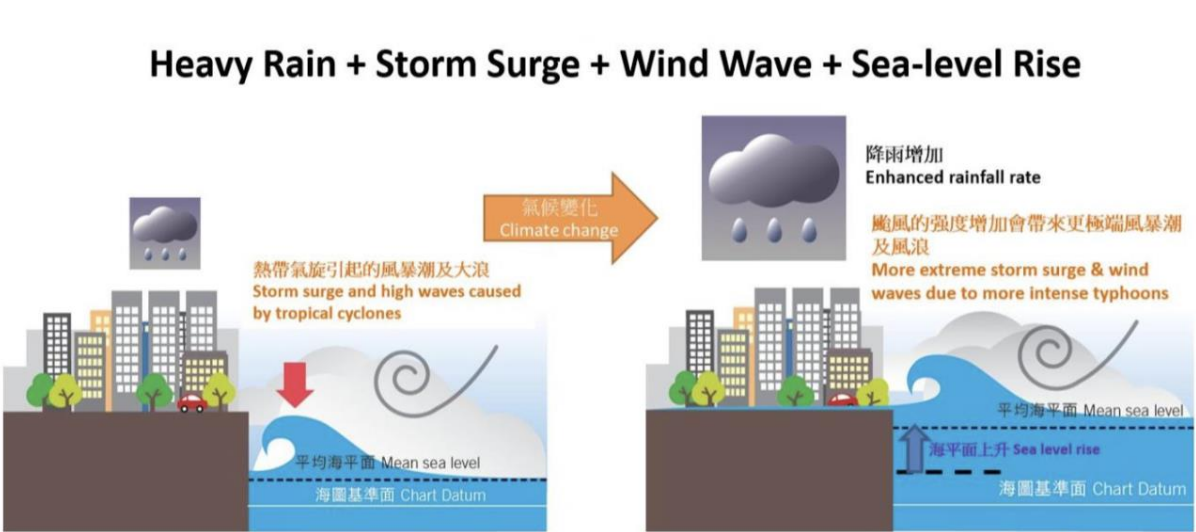 Heavy Rain + Storm Surge + Wind Wave + Sea-level Rise
熱帶氣旋引起的風暴潮及大浪
Storm surge and high waves caused
by tropical cyclones
平均海平面 Mean sea level
海圖基準面 Chart Datum
氣候變化
Climate change
降雨增加
Enhanced rainfall rate
颱風的强度增加會帶來更極端風暴潮
及風浪
More extreme storm surge & wind
waves due to more intense typhoons
平均海平面 Mean sea level
海平面上升 Sea level rise
海圖基準面 Chart Datum